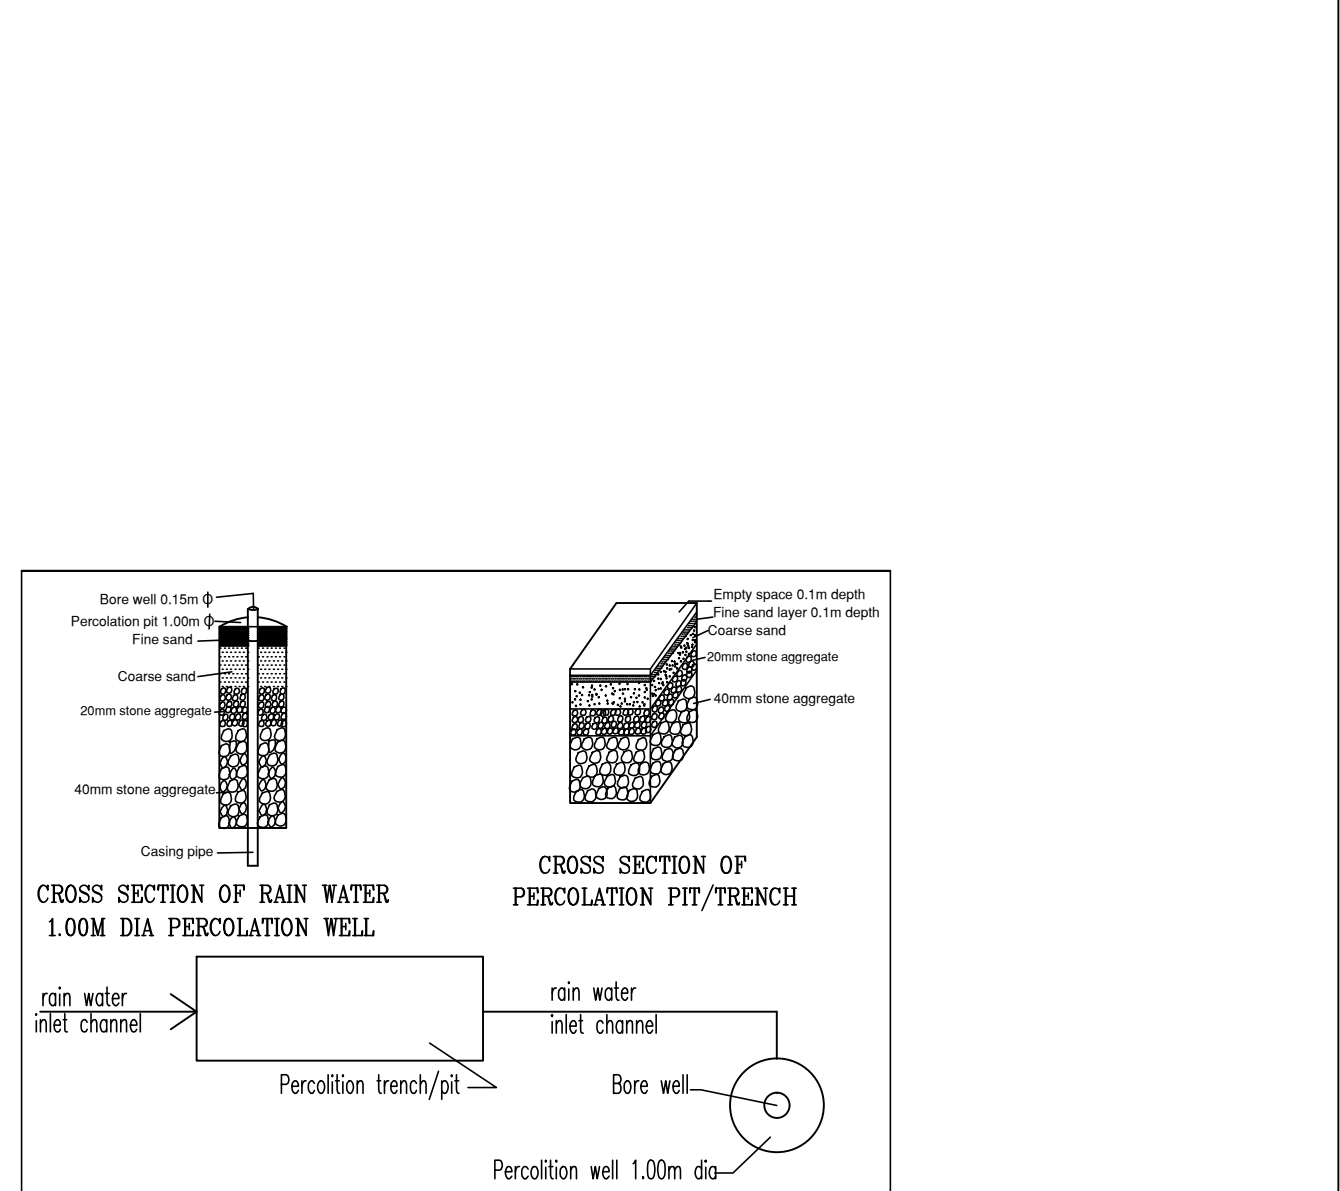 Bore well 0.15m ϕ
Percolation pit 1.00m ϕ
Fine sand
Coarse sand
20mm stone aggregate
40mm stone aggregate
Casing pipe
CROSS SECTION OF RAIN WATER
1.00M DIA PERCOLATION WELL
Empty space 0.1m depth
Fine sand layer 0.1m depth
Coarse sand
20mm stone aggregate
40mm stone aggregate
CROSS SECTION OF
PERCOLATION PIT/TRENCH
rain water
inlet channel
Percolition trench/pit
rain water
inlet channel
Bore well
Percolition well 1.00m dia